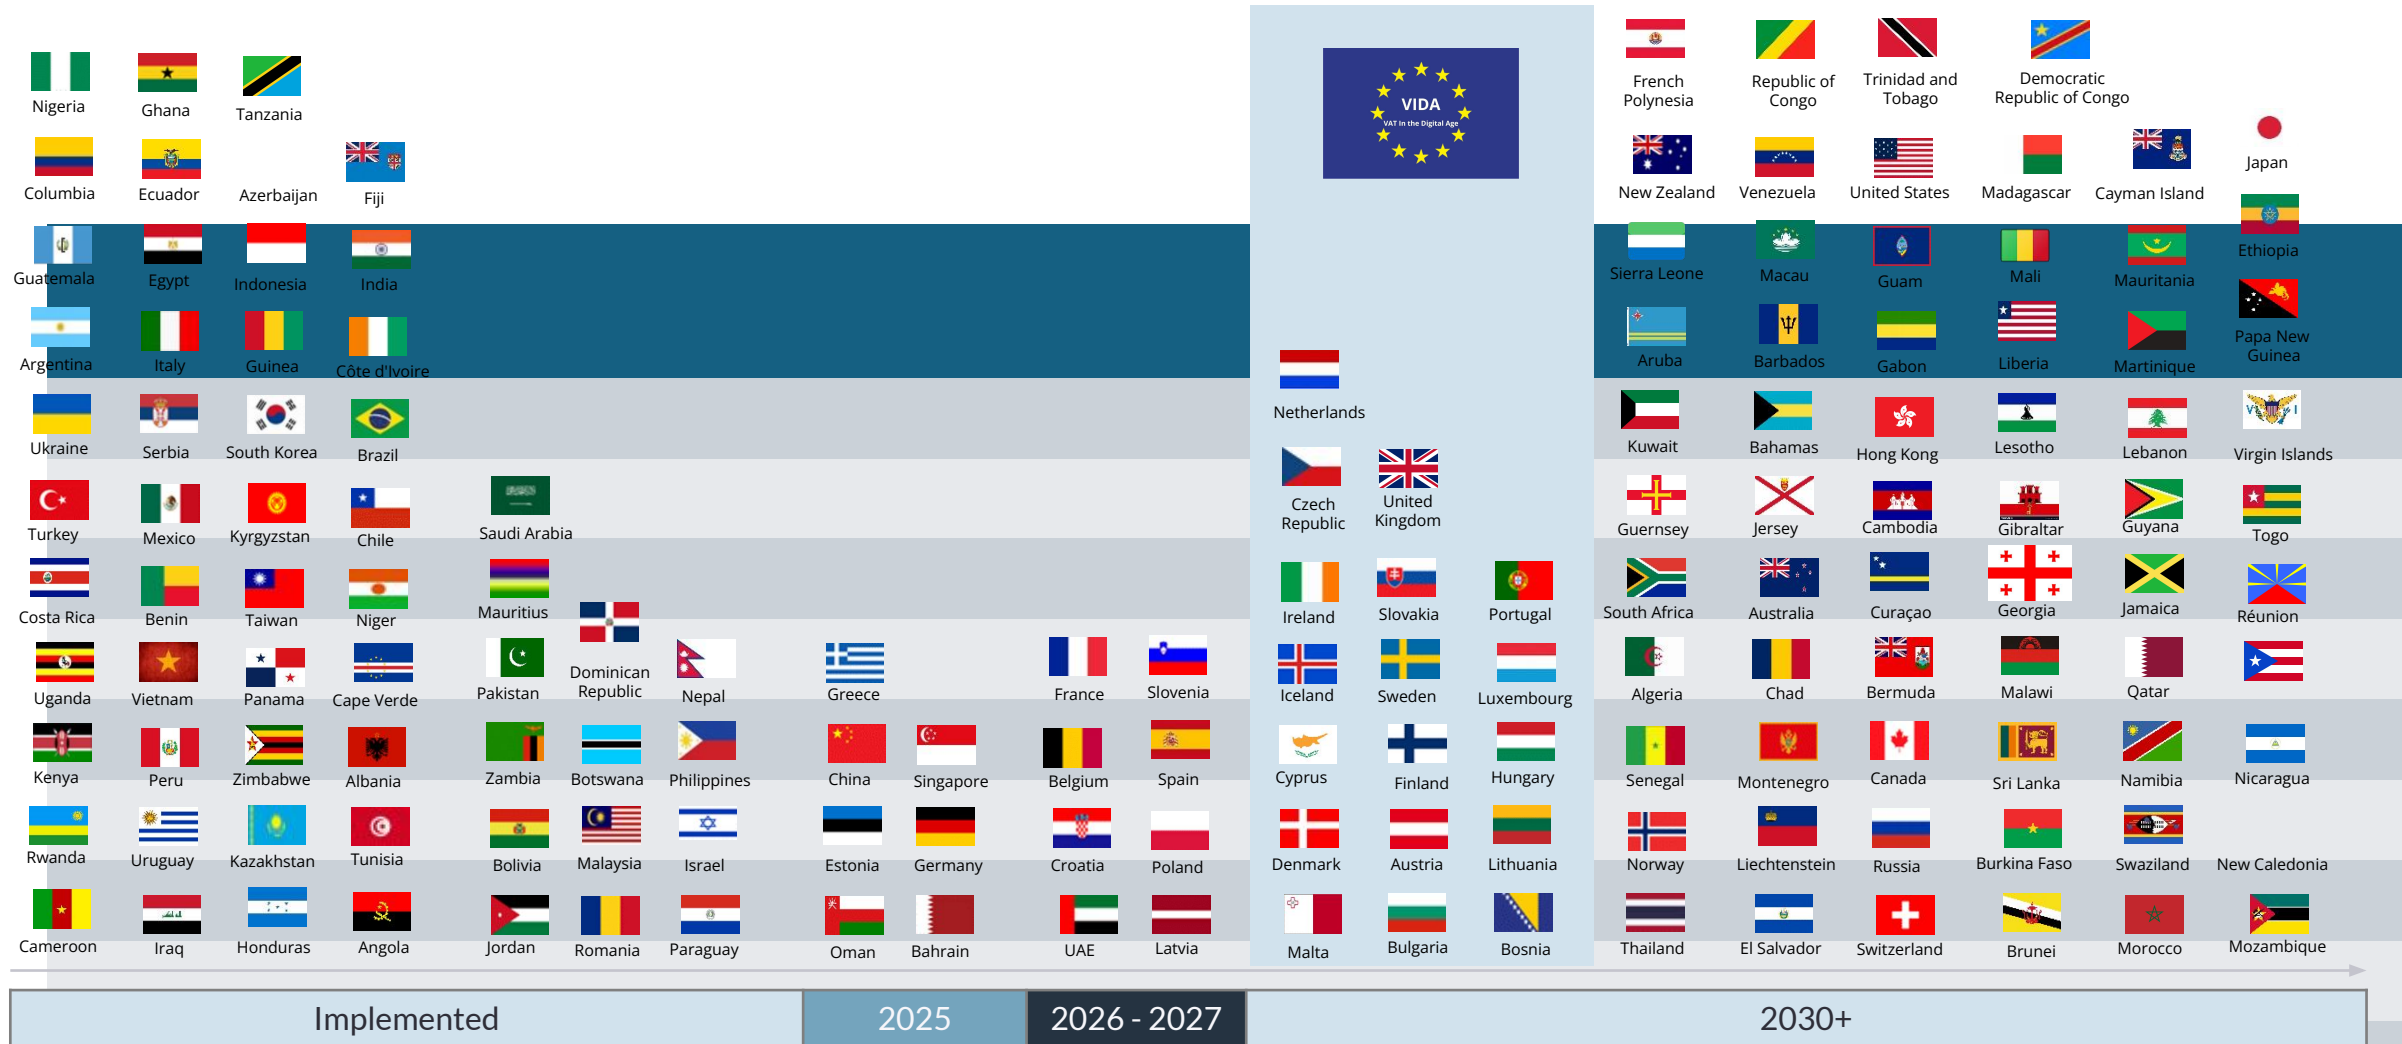 French
Polynesia
Republic of
Congo
Trinidad and
Tobago
Democratic
Republic of Congo
Nigeria
Ghana
Tanzania
VIDA
VAT In the Digital Age
Japan
Columbia
Ecuador
Azerbaijan
Fiji
New Zealand
Venezuela
United States
Madagascar
Cayman Island
Ethiopia
Guatemala
Egypt
Indonesia
India
Sierra Leone
Macau
Guam
Mali
Mauritania
Papa New
Guinea
Argentina
Italy
Guinea
Côte d'Ivoire
Aruba
Barbados
Gabon
Liberia
Martinique
Netherlands
Ukraine
Serbia
South Korea
Brazil
Kuwait
Bahamas
Hong Kong
Lesotho
Lebanon
Virgin Islands
Turkey
Mexico
Kyrgyzstan
Chile
Saudi Arabia
Czech
Republic
United
Kingdom
Guernsey
Jersey
Cambodia
Gibraltar
Guyana
Togo
Costa Rica
Benin
Taiwan
Niger
Mauritius
Ireland
Slovakia
Portugal
South Africa
Australia
Curaçao
Georgia
Jamaica
Réunion
Uganda
Vietnam
Panama
Cape Verde
Pakistan
Dominican
Republic
Nepal
Greece
France
Slovenia
Iceland
Sweden
Luxembourg
Algeria
Chad
Bermuda
Malawi
Qatar
Kenya
Peru
Zimbabwe
Albania
Zambia
Botswana
Philippines
China
Singapore
Belgium
Spain
Cyprus
Finland
Hungary
Senegal
Montenegro
Canada
Sri Lanka
Namibia
Nicaragua
Rwanda
Uruguay
Kazakhstan
Tunisia
Bolivia
Malaysia
Israel
Estonia
Germany
Croatia
Poland
Denmark
Austria
Lithuania
Norway
Liechtenstein
Russia
Burkina Faso
Swaziland
New Caledonia
Cameroon
Iraq
Honduras
Angola
Jordan
Romania
Paraguay
Oman
Bahrain
UAE
Latvia
Malta
Bulgaria
Bosnia
Thailand
El Salvador
Switzerland
Brunei
Morocco
Mozambique
Implemented
2025
2026 - 2027
2030+